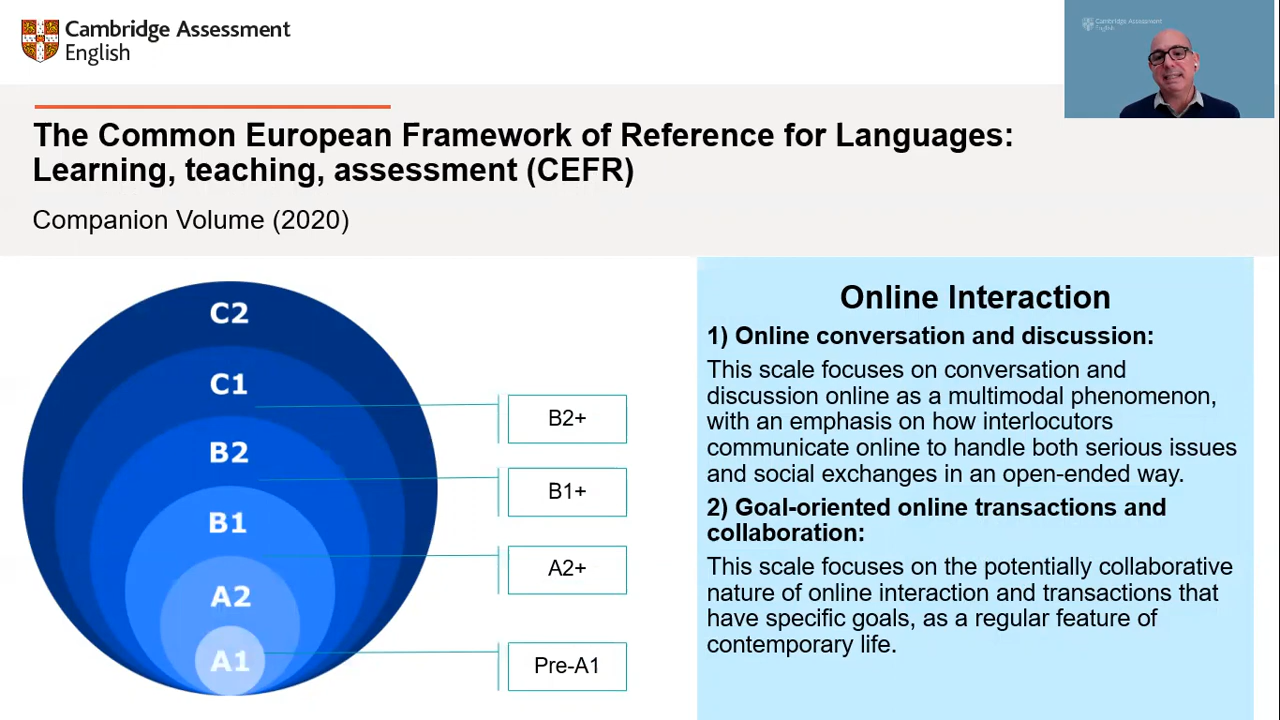 Cambridge Assessment
English
Cambridge Assessment
English
The Common European Framework of Reference for Languages:
Learning, teaching, assessment (CEFR)
Companion Volume (2020)
C2
C1
B2
B1
A2
A1
B2+
B1+
A2+
Pre-A1
Online Interaction
1) Online conversation and discussion:
This scale focuses on conversation and
discussion online as a multimodal phenomenon,
with an emphasis on how interlocutors
communicate online to handle both serious issues
and social exchanges in an open-ended way.
2) Goal-oriented online transactions and
collaboration:
This scale focuses on the potentially collaborative
nature of online interaction and transactions that
have specific goals, as a regular feature of
contemporary life.